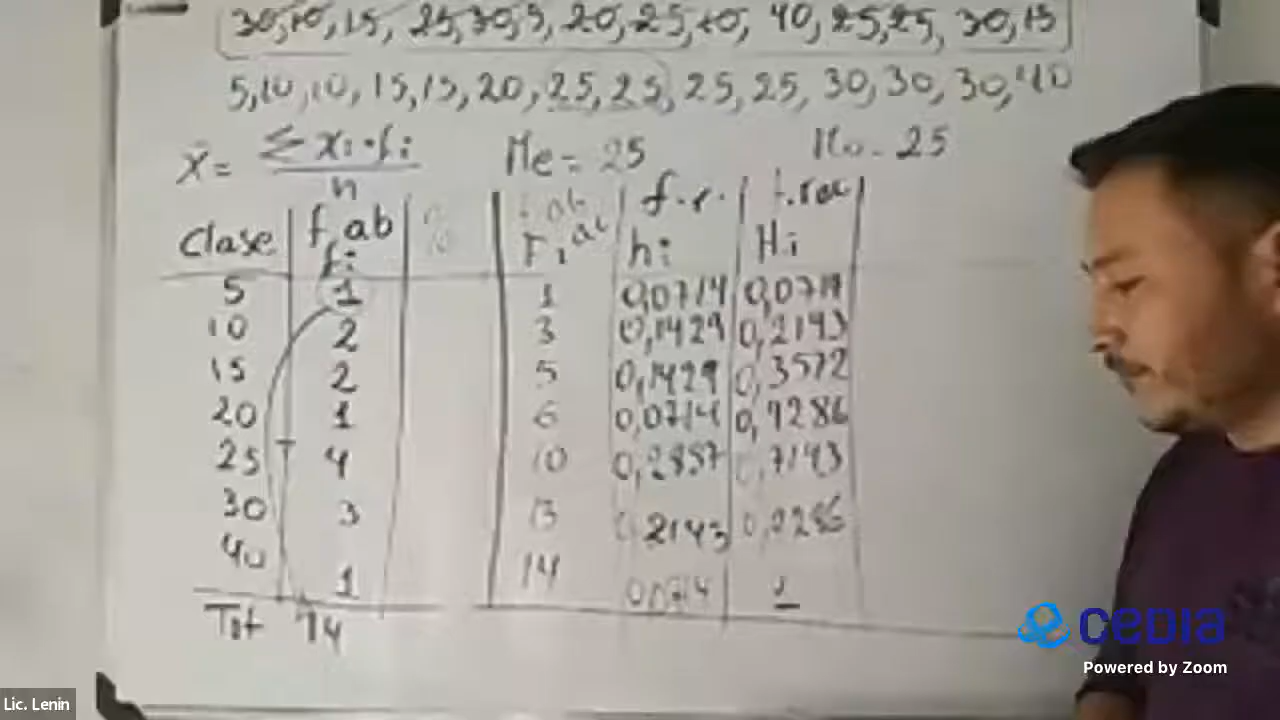 30,10, 15, 25,30,5, 20, 25,10, 40, 25,25, 30,15
5,10,10, 15,15, 20, 25, 25, 25, 25, 30, 30, 30, 40
x̄ = Σ xi·fi / n    Me = 25    Mo = 25
Clase | f,ab fi | Fi ac | f.r. hi | f.rac Hi
5 | 1 | 1 | 0,0714 | 0,0714
10 | 2 | 3 | 0,1429 | 0,2143
15 | 2 | 5 | 0,1429 | 0,3572
20 | 1 | 6 | 0,0714 | 0,4286
25 | 4 | 10 | 0,2857 | 0,7143
30 | 3 | 13 | 0,2143 | 0,9286
40 | 1 | 14 | 0,0714 | 1
Tot 14
CEDIA
Powered by Zoom
Lic. Lenin